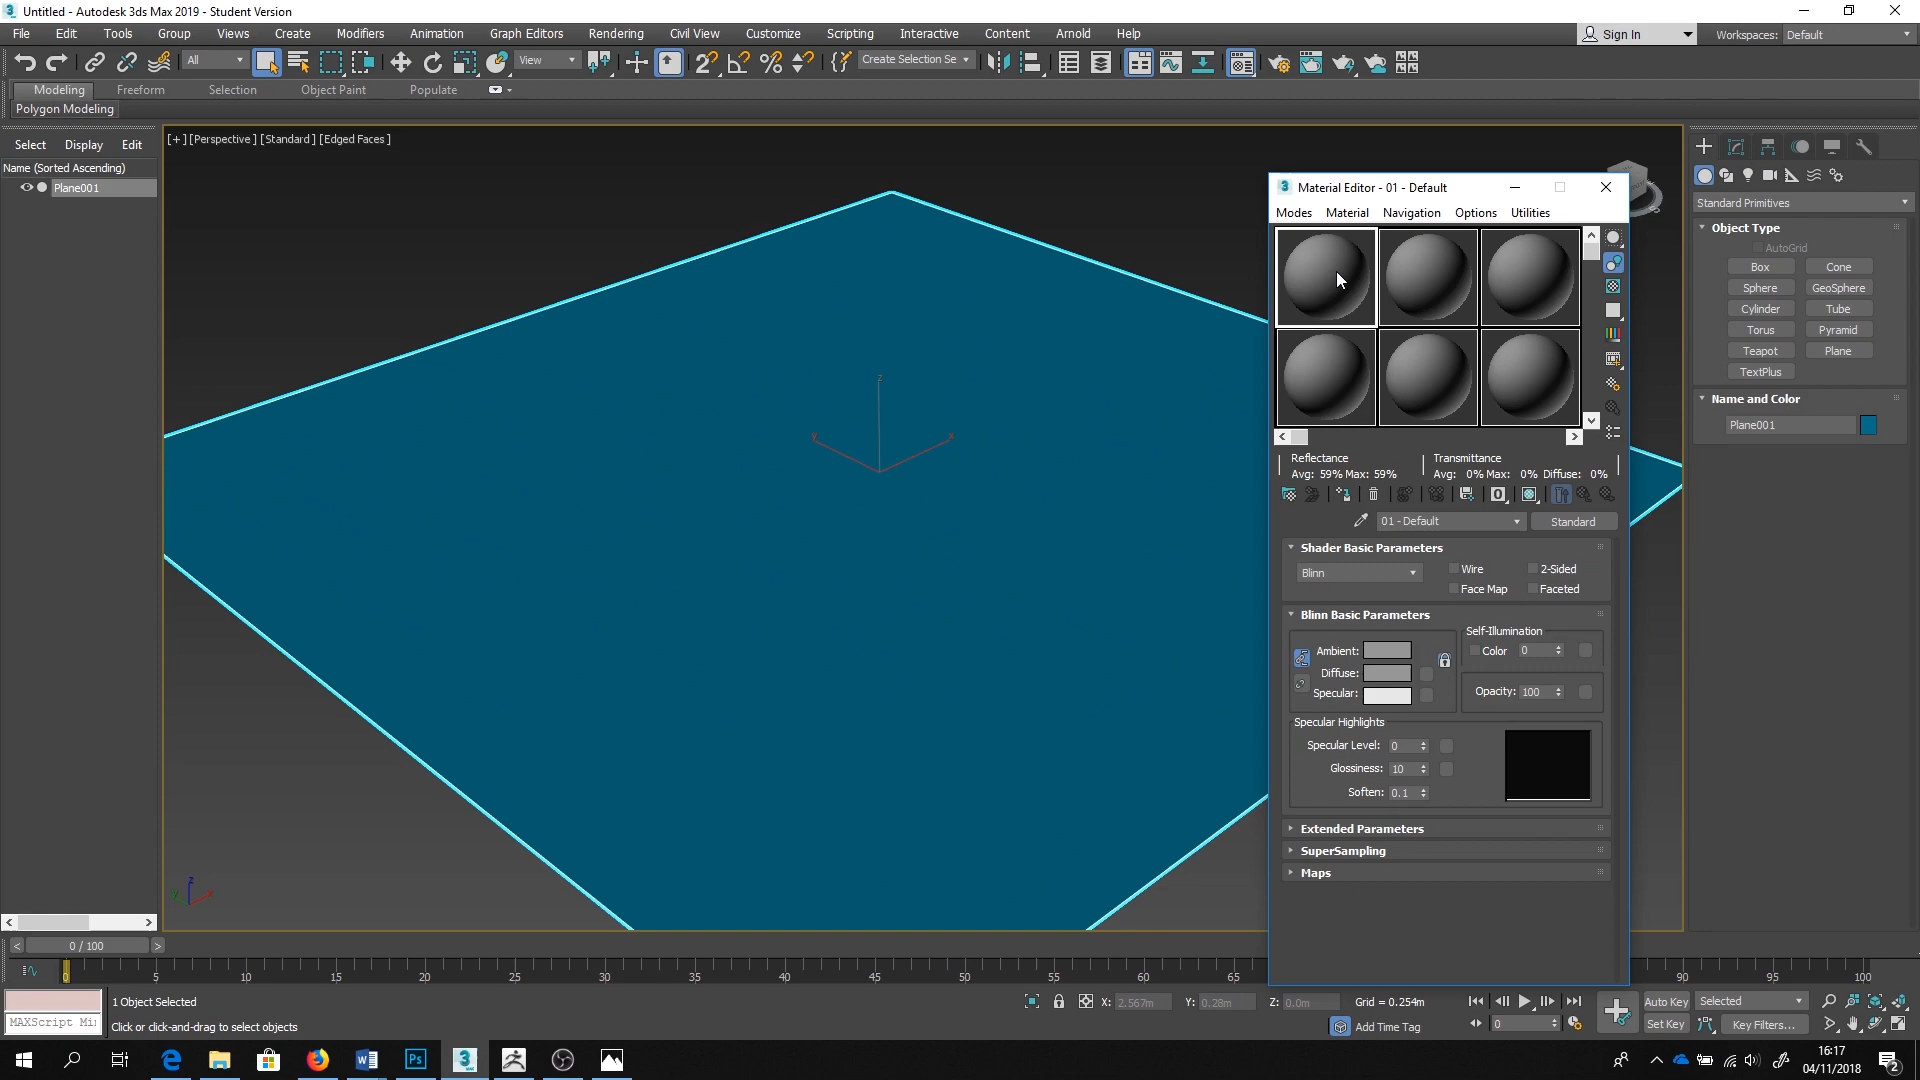 Untitled - Autodesk 3ds Max 2019 - Student Version
File Edit Tools Group Views Create Modifiers Animation Graph Editors Rendering Civil View Customize Scripting Interactive Content Arnold Help
Sign In
Workspaces: Default
All
View
Create Selection Se
Modeling Freeform Selection Object Paint Populate
Polygon Modeling
Select Display Edit
Name (Sorted Ascending)
Plane001
[+] [Perspective] [Standard] [Edged Faces]
z
y
x
z
y
x
Material Editor - 01 - Default
Modes Material Navigation Options Utilities
Reflectance
Avg: 59% Max: 59%
Transmittance
Avg: 0% Max: 0% Diffuse: 0%
01 - Default
Standard
Shader Basic Parameters
Blinn
Wire
2-Sided
Face Map
Faceted
Blinn Basic Parameters
Self-Illumination
Ambient:
Color 0
Diffuse:
Specular:
Opacity: 100
Specular Highlights
Specular Level: 0
Glossiness: 10
Soften: 0.1
Extended Parameters
SuperSampling
Maps
Standard Primitives
Object Type
AutoGrid
Box Cone
Sphere GeoSphere
Cylinder Tube
Torus Pyramid
Teapot Plane
TextPlus
Name and Color
Plane001
< 0 / 100 >
0 5 10 15 20 25 30 35 40 45 50 55 60 65 90 95 100
MAXScript Mi
1 Object Selected
Click or click-and-drag to select objects
X: 2.567m Y: 0.28m Z: 0.0m Grid = 0.254m
Add Time Tag
0
Auto Key Selected
Set Key Key Filters...
16:17
04/11/2018
2